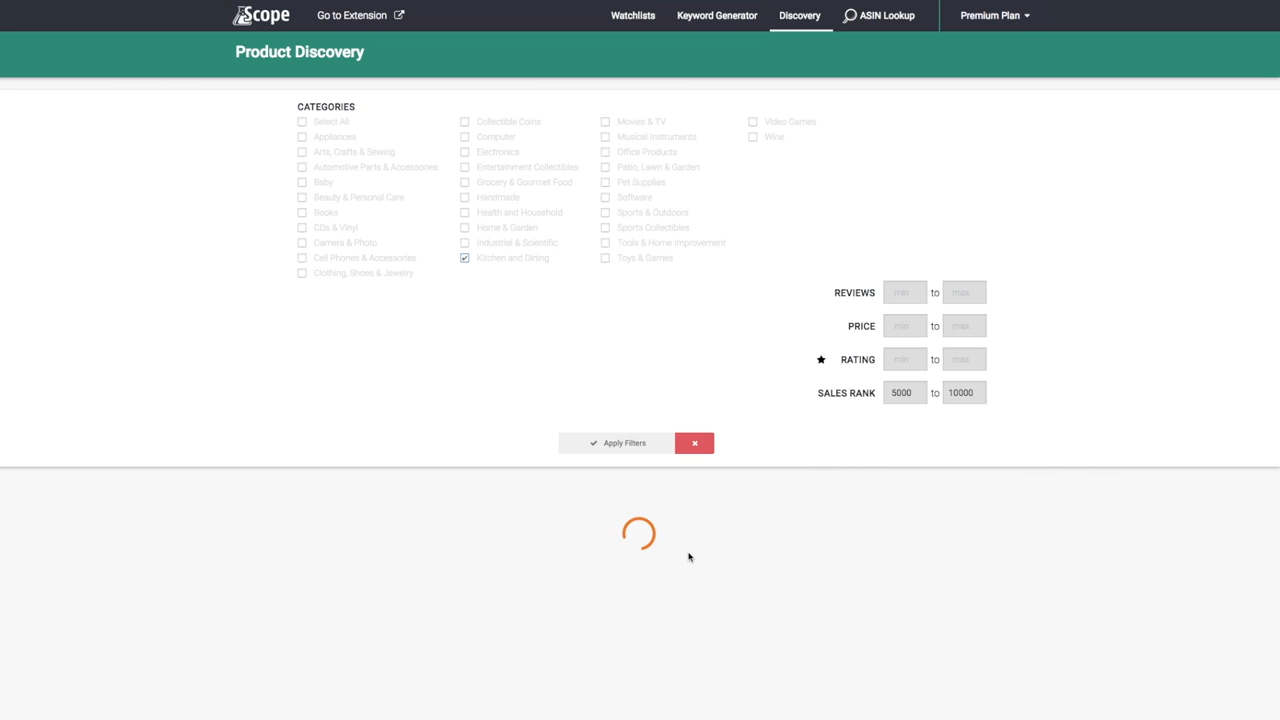 Scope Go to Extension Watchlists Keyword Generator Discovery ASIN Lookup Premium Plan
Product Discovery
CATEGORIES
Select All Collectible Coins Movies & TV Video Games
Appliances Computer Musical Instruments Wine
Arts, Crafts & Sewing Electronics Office Products
Automotive Parts & Accessories Entertainment Collectibles Patio, Lawn & Garden
Baby Grocery & Gourmet Food Pet Supplies
Beauty & Personal Care Handmade Software
Books Health and Household Sports & Outdoors
CDs & Vinyl Home & Garden Sports Collectibles
Camera & Photo Industrial & Scientific Tools & Home Improvement
Cell Phones & Accessories Kitchen and Dining Toys & Games
Clothing, Shoes & Jewelry
REVIEWS min to max
PRICE min to max
RATING min to max
SALES RANK 5000 to 10000
Apply Filters